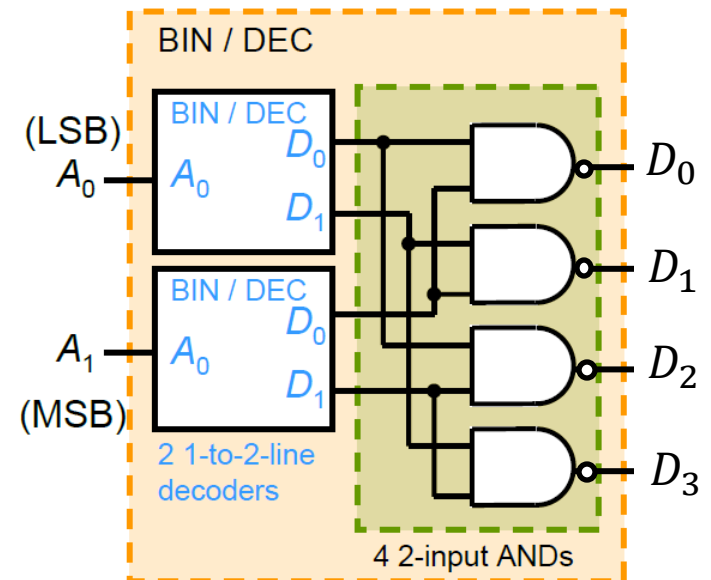 BIN / DEC
BIN / DEC
(LSB)
D₀
D₀
A₀
A₀
D₁
D₁
BIN / DEC
D₀
A₁
A₀
D₂
D₁
(MSB)
2 1-to-2-line
decoders
D₃
4 2-input ANDs